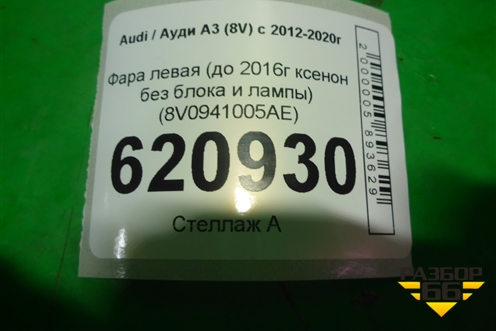 Audi / Ауди А3 (8V) с 2012-2020г
Фара левая (до 2016г ксенон
без блока и лампы)
(8V0941005AE)
620930
Стеллаж А
2000005893629
РАЗБОР
66